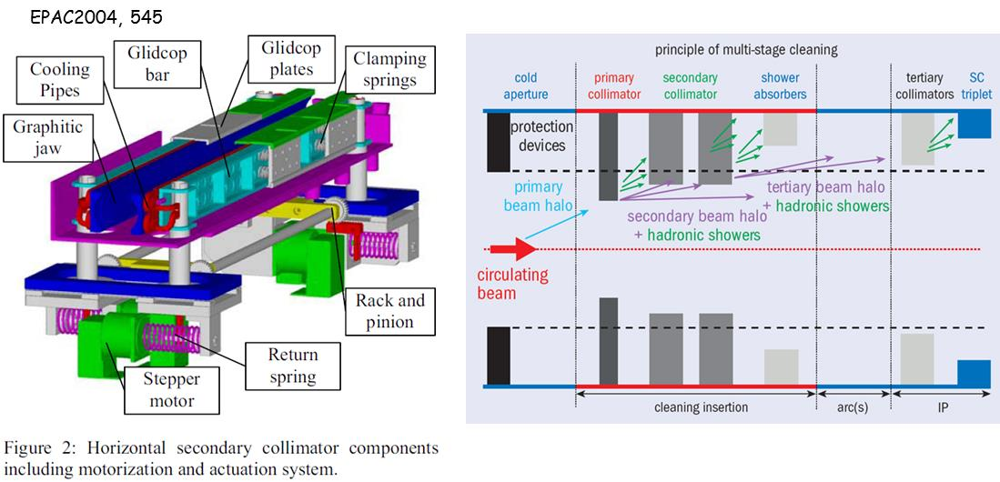 EPAC2004, 545
Glidcop
bar
Glidcop
plates
Cooling
Pipes
Clamping
springs
Graphitic
jaw
Rack and
pinion
Return
spring
Stepper
motor
Figure 2: Horizontal secondary collimator components
including motorization and actuation system.
principle of multi-stage cleaning
cold
aperture
primary
collimator
secondary
collimator
shower
absorbers
tertiary
collimators
SC
triplet
protection
devices
primary
beam halo
secondary beam halo
+ hadronic showers
tertiary beam halo
+ hadronic showers
circulating
beam
cleaning insertion
arc(s)
IP